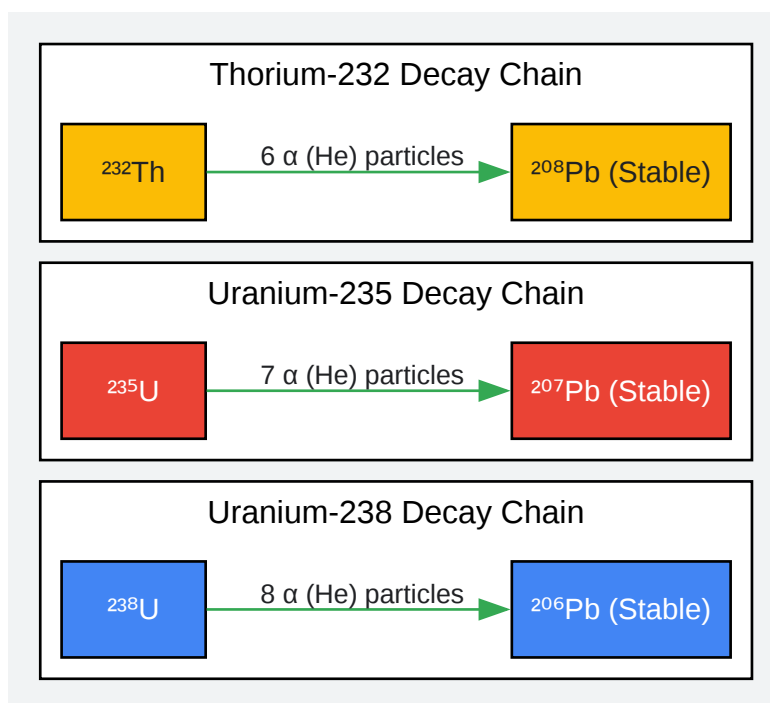 Thorium-232 Decay Chain
²³²Th
6 α (He) particles
²⁰⁸Pb (Stable)
Uranium-235 Decay Chain
²³⁵U
7 α (He) particles
²⁰⁷Pb (Stable)
Uranium-238 Decay Chain
²³⁸U
8 α (He) particles
²⁰⁶Pb (Stable)